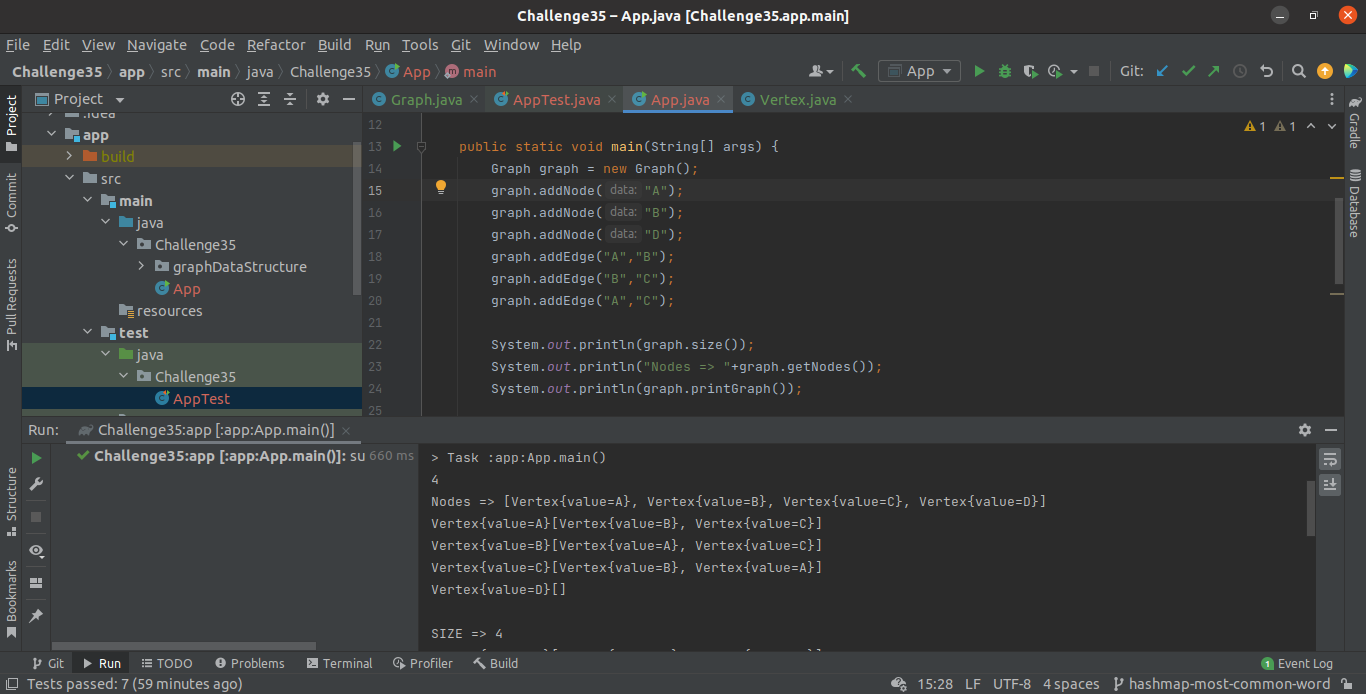 Challenge35 – App.java [Challenge35.app.main]
File Edit View Navigate Code Refactor Build Run Tools Git Window Help
Challenge35 app src main java Challenge35 App main
App Git:
Project
Graph.java AppTest.java App.java Vertex.java
.idea
app
build
src
main
java
Challenge35
graphDataStructure
App
resources
test
java
Challenge35
AppTest
12
13 public static void main(String[] args) {
14 Graph graph = new Graph();
15 graph.addNode( data: "A");
16 graph.addNode( data: "B");
17 graph.addNode( data: "D");
18 graph.addEdge("A","B");
19 graph.addEdge("B","C");
20 graph.addEdge("A","C");
21
22 System.out.println(graph.size());
23 System.out.println("Nodes => "+graph.getNodes());
24 System.out.println(graph.printGraph());
25
1 1
Project
Commit
Pull Requests
Structure
Bookmarks
Gradle
Database
Run: Challenge35:app [:app:App.main()]
Challenge35:app [:app:App.main()]: su 660 ms
> Task :app:App.main()
4
Nodes => [Vertex{value=A}, Vertex{value=B}, Vertex{value=C}, Vertex{value=D}]
Vertex{value=A}[Vertex{value=B}, Vertex{value=C}]
Vertex{value=B}[Vertex{value=A}, Vertex{value=C}]
Vertex{value=C}[Vertex{value=B}, Vertex{value=A}]
Vertex{value=D}[]
SIZE => 4
Git Run TODO Problems Terminal Profiler Build 1 Event Log
Tests passed: 7 (59 minutes ago) 15:28 LF UTF-8 4 spaces hashmap-most-common-word